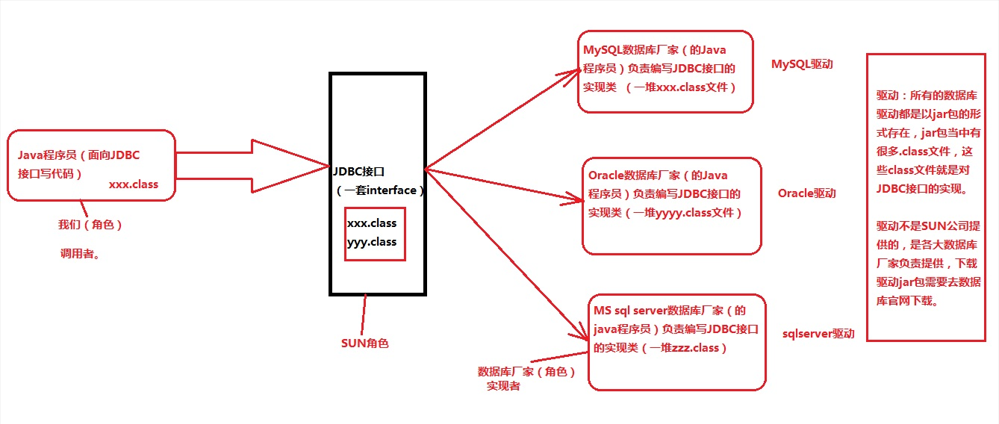 Java程序员（面向JDBC
接口写代码）
xxx.class
我们（角色）
调用者。
JDBC接口
（一套interface）
xxx.class
yyy.class
SUN角色
MySQL数据库厂家（的Java
程序员）负责编写JDBC接口的
实现类 （一堆xxx.class文件）
MySQL驱动
Oracle数据库厂家（的Java
程序员）负责编写JDBC接口的
实现类（一堆yyyy.class文件）
Oracle驱动
MS sql server数据库厂家（的
java程序员）负责编写JDBC接口
的实现类（一堆zzz.class）
sqlserver驱动
数据库厂家（角色）
实现者
驱动：所有的数据库
驱动都是以jar包的形
式存在，jar包当中有
很多.class文件，这
些class文件就是对
JDBC接口的实现。
驱动不是SUN公司提
供的，是各大数据库
厂家负责提供，下载
驱动jar包需要去数据
库官网下载。